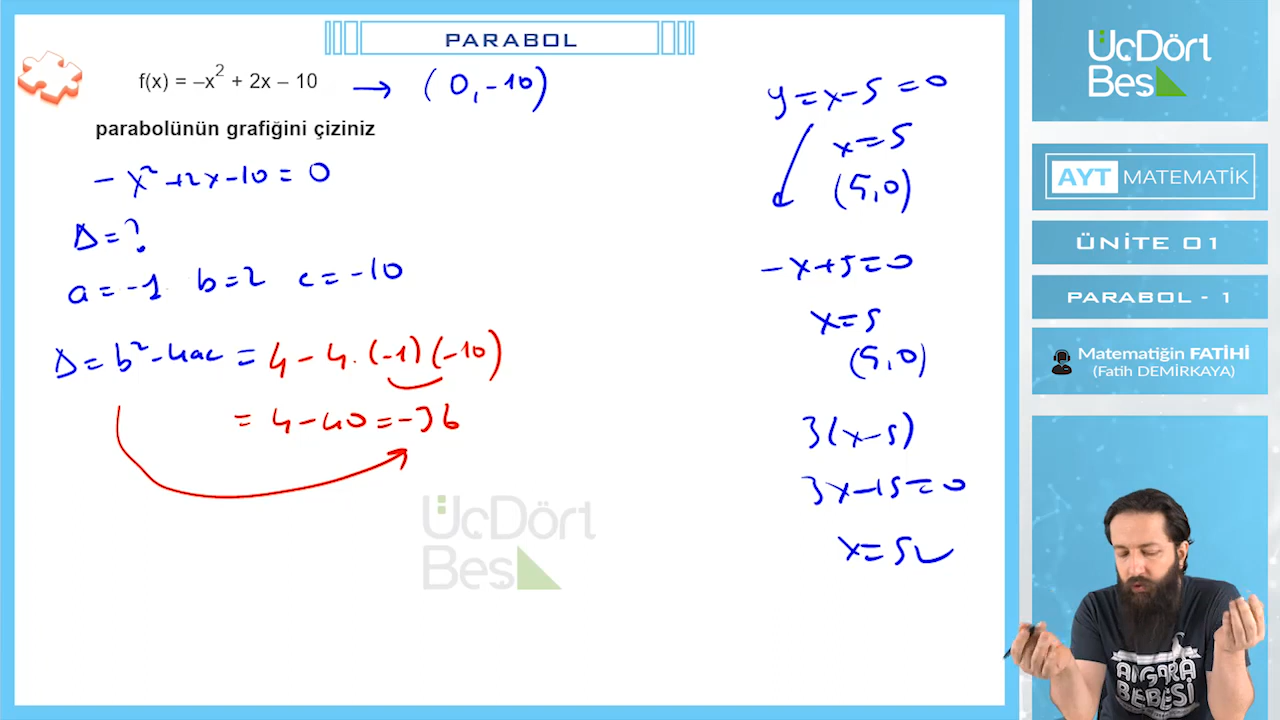 PARABOL
f(x) = –x² + 2x – 10 → (0,-10)
parabolünün grafiğini çiziniz
-x²+2x-10=0
Δ=?
a=-1 b=2 c=-10
Δ=b²-4ac = 4-4.(-1)(-10)
= 4-40=-36
y=x-5=0
x=5
(5,0)
-x+5=0
x=5
(5,0)
3(x-5)
3x-15=0
x=5
ÜçDört
Beş
ÜçDört
Beş
AYT MATEMATİK
ÜNİTE 01
PARABOL - 1
Matematiğin FATİHİ
(Fatih DEMİRKAYA)
ANGARA
BEBESİ